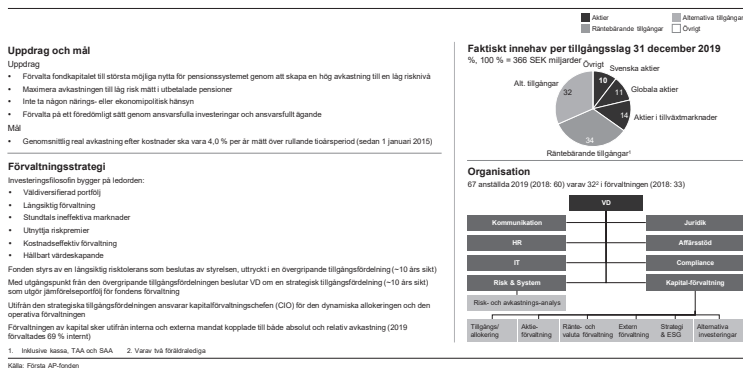 Aktier
Alternativa tillgångar
Räntebärande tillgångar
Övrigt
Uppdrag och mål
Uppdrag
• Förvalta fondkapitalet till största möjliga nytta för pensionssystemet genom att skapa en hög avkastning till en låg risknivå
• Maximera avkastningen till låg risk mätt i utbetalade pensioner
• Inte ta någon närings- eller ekonomipolitisk hänsyn
• Förvalta på ett föredömligt sätt genom ansvarsfulla investeringar och ansvarsfullt ägande
Mål
• Genomsnittlig real avkastning efter kostnader ska vara 4,0 % per år mätt över rullande tioårsperiod (sedan 1 januari 2015)
Förvaltningsstrategi
Investeringsfilosofin bygger på ledorden:
• Väldiversifierad portfölj
• Långsiktig förvaltning
• Stundtals ineffektiva marknader
• Utnyttja riskpremier
• Kostnadseffektiv förvaltning
• Hållbart värdeskapande
Fonden styrs av en långsiktig risktolerans som beslutas av styrelsen, uttryckt i en övergripande tillgångsfördelning (~10 års sikt)
Med utgångspunkt från den övergripande tillgångsfördelningen beslutar VD om en strategisk tillgångsfördelning (~10 års sikt)
som utgör jämförelseportfölj för fondens förvaltning
Utifrån den strategiska tillgångsfördelningen ansvarar kapitalförvaltningschefen (CIO) för den dynamiska allokeringen och den
operativa förvaltningen
Förvaltningen av kapital sker utifrån interna och externa mandat kopplade till både absolut och relativ avkastning (2019
förvaltades 69 % internt)
1. Inklusive kassa, TAA och SAA 2. Varav två föräldralediga
Källa: Första AP-fonden
Faktiskt innehav per tillgångsslag 31 december 2019
%, 100 % = 366 SEK miljarder
Övrigt
Svenska aktier
10
Alt. tillgångar
32
11
Globala aktier
14
Aktier i tillväxtmarknader
34
Räntebärande tillgångar¹
Organisation
67 anställda 2019 (2018: 60) varav 32² i förvaltningen (2018: 33)
VD
Kommunikation
Juridik
HR
Affärsstöd
IT
Compliance
Risk & System
Kapital-förvaltning
Risk- och avkastnings-analys
Tillgångs/
allokering
Aktie-
förvaltning
Ränte- och
valuta förvaltning
Extern
förvaltning
Strategi
& ESG
Alternativa
investeringar